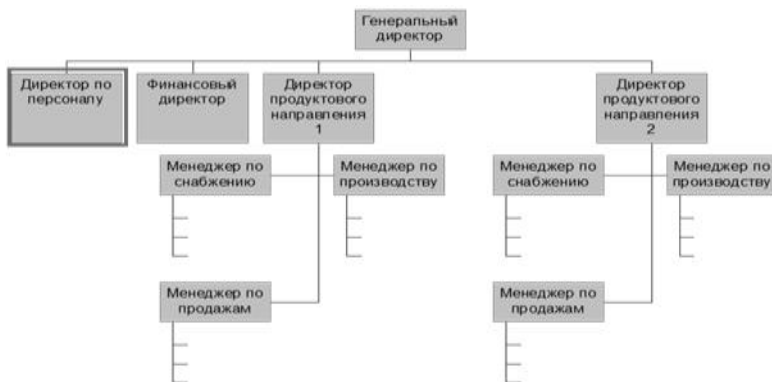 Генеральный
директор
Директор по
персоналу
Финансовый
директор
Директор
продуктового
направления
1
Директор
продуктового
направления
2
Менеджер по
снабжению
Менеджер по
производству
Менеджер по
снабжению
Менеджер по
производству
Менеджер по
продажам
Менеджер по
продажам